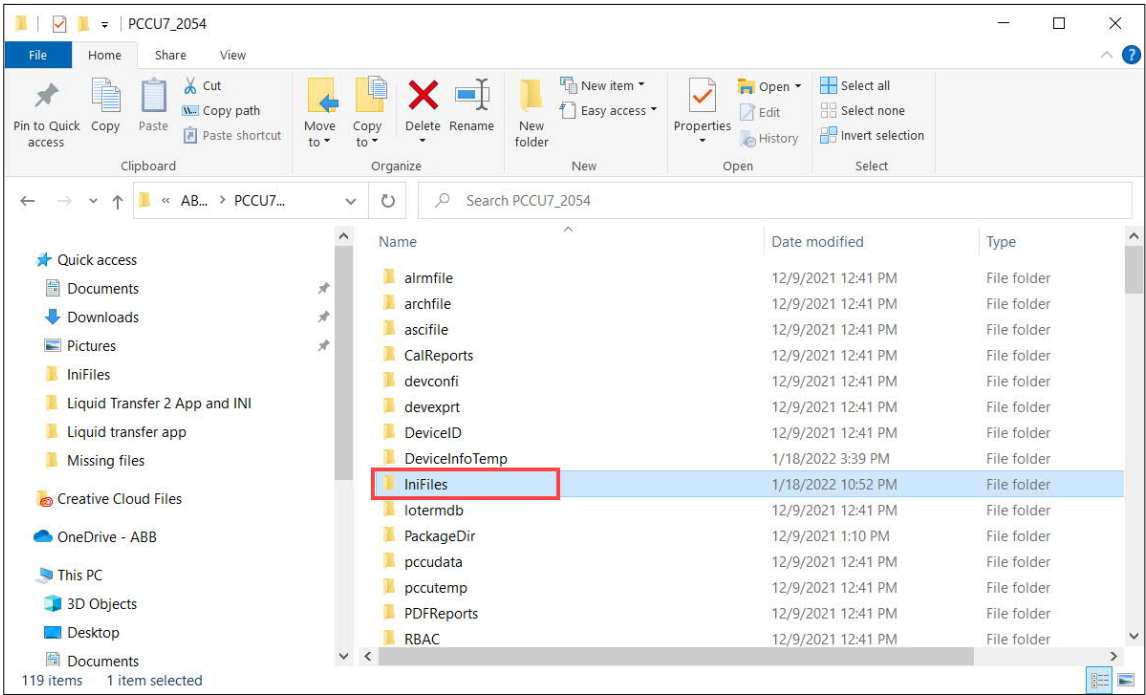 PCCU7_2054
File Home Share View
Pin to Quick access
Copy
Paste
Cut
Copy path
Paste shortcut
Clipboard
Move to
Copy to
Delete
Rename
Organize
New folder
New item
Easy access
New
Properties
Open
Edit
History
Open
Select all
Select none
Invert selection
Select
« AB... > PCCU7...
Search PCCU7_2054
Quick access
Documents
Downloads
Pictures
IniFiles
Liquid Transfer 2 App and INI
Liquid transfer app
Missing files
Creative Cloud Files
OneDrive - ABB
This PC
3D Objects
Desktop
Documents
Name Date modified Type
alrmfile 12/9/2021 12:41 PM File folder
archfile 12/9/2021 12:41 PM File folder
ascifile 12/9/2021 12:41 PM File folder
CalReports 12/9/2021 12:41 PM File folder
devconfi 12/9/2021 12:41 PM File folder
devexprt 12/9/2021 12:41 PM File folder
DeviceID 12/9/2021 12:41 PM File folder
DeviceInfoTemp 1/18/2022 3:39 PM File folder
IniFiles 1/18/2022 10:52 PM File folder
lotermdb 12/9/2021 12:41 PM File folder
PackageDir 12/9/2021 1:10 PM File folder
pccudata 12/9/2021 12:41 PM File folder
pccutemp 12/9/2021 12:41 PM File folder
PDFReports 12/9/2021 12:41 PM File folder
RBAC 12/9/2021 12:41 PM File folder
119 items 1 item selected